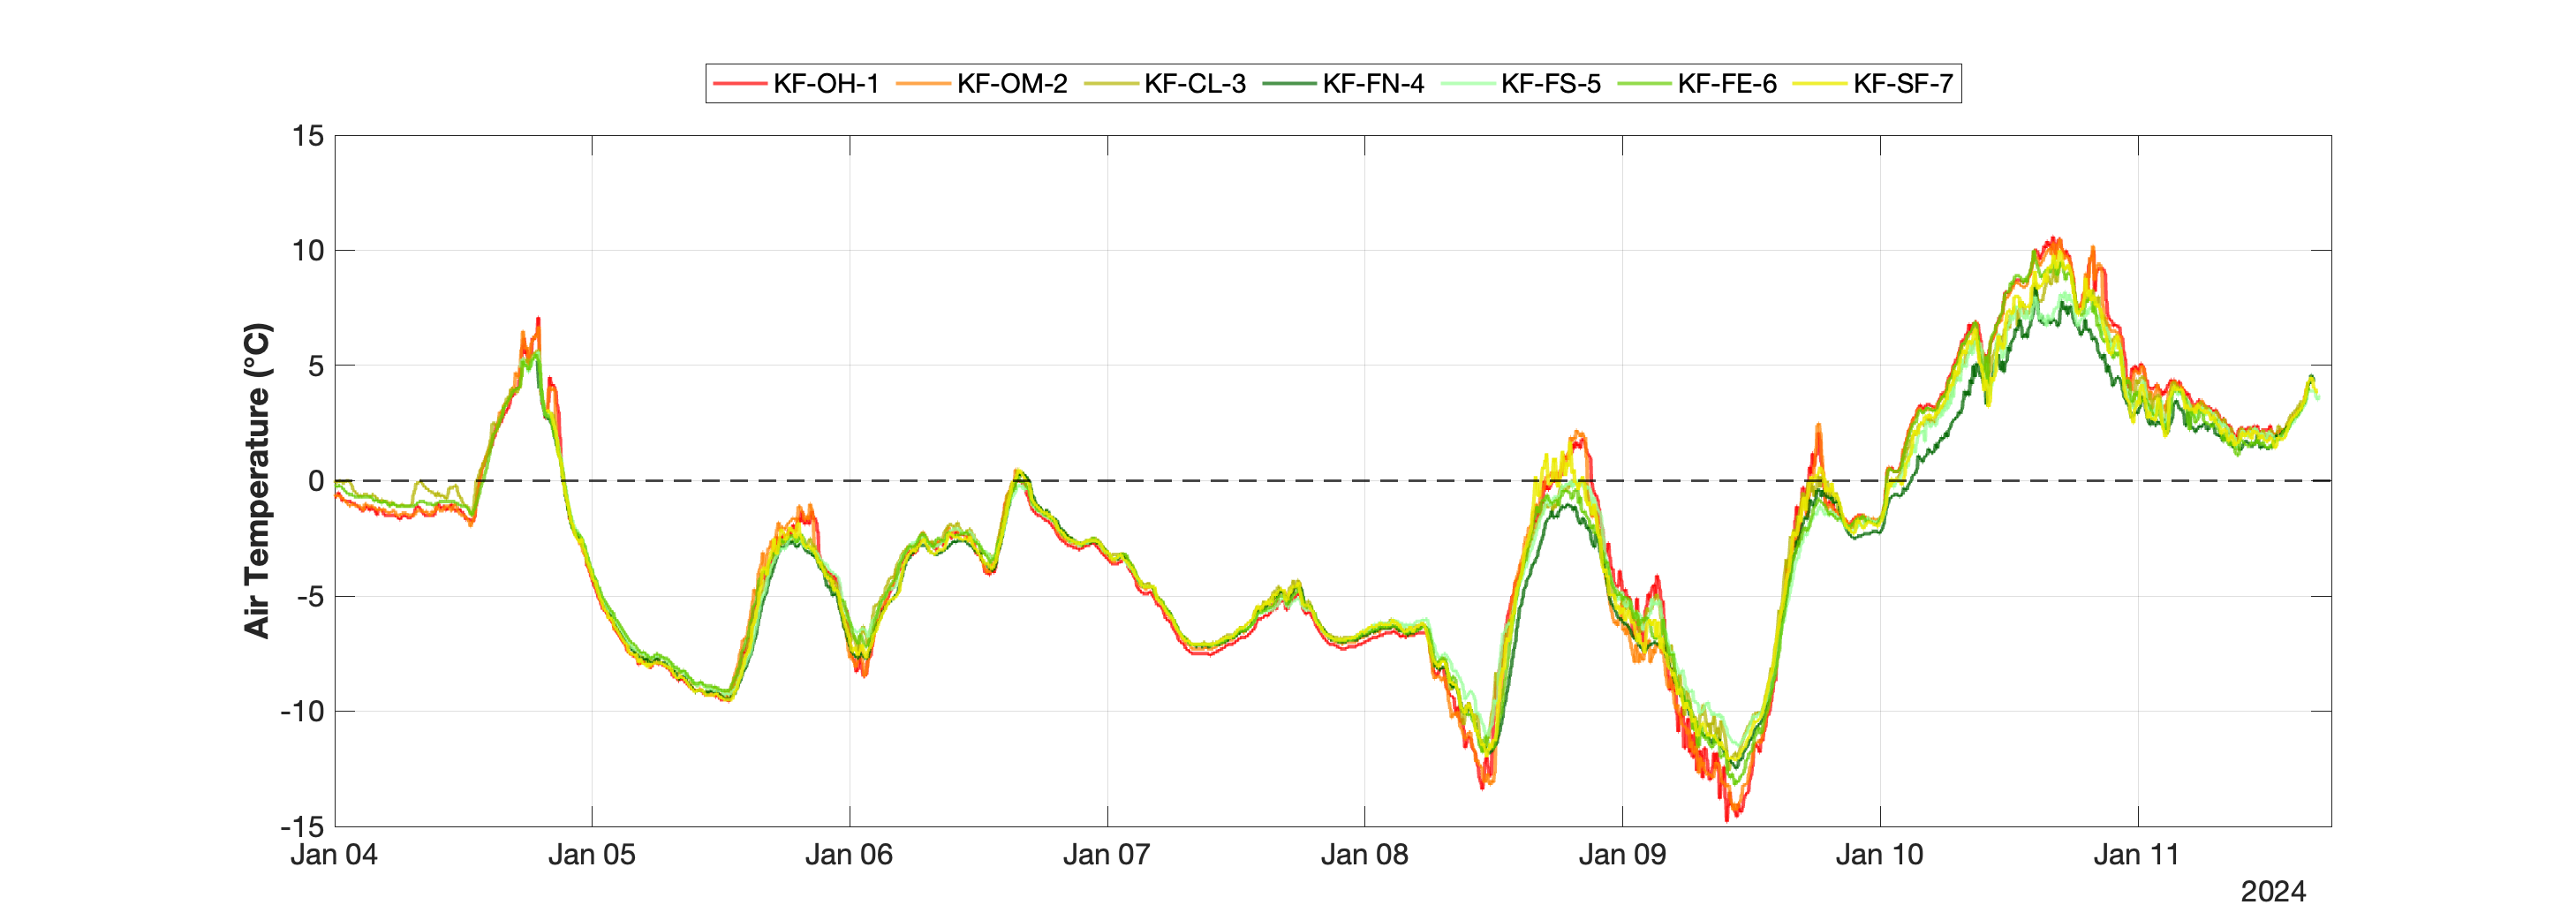 KF-OH-1 KF-OM-2 KF-CL-3 KF-FN-4 KF-FS-5 KF-FE-6 KF-SF-7
Air Temperature (°C)
15
10
5
0
-5
-10
-15
Jan 04 Jan 05 Jan 06 Jan 07 Jan 08 Jan 09 Jan 10 Jan 11
2024